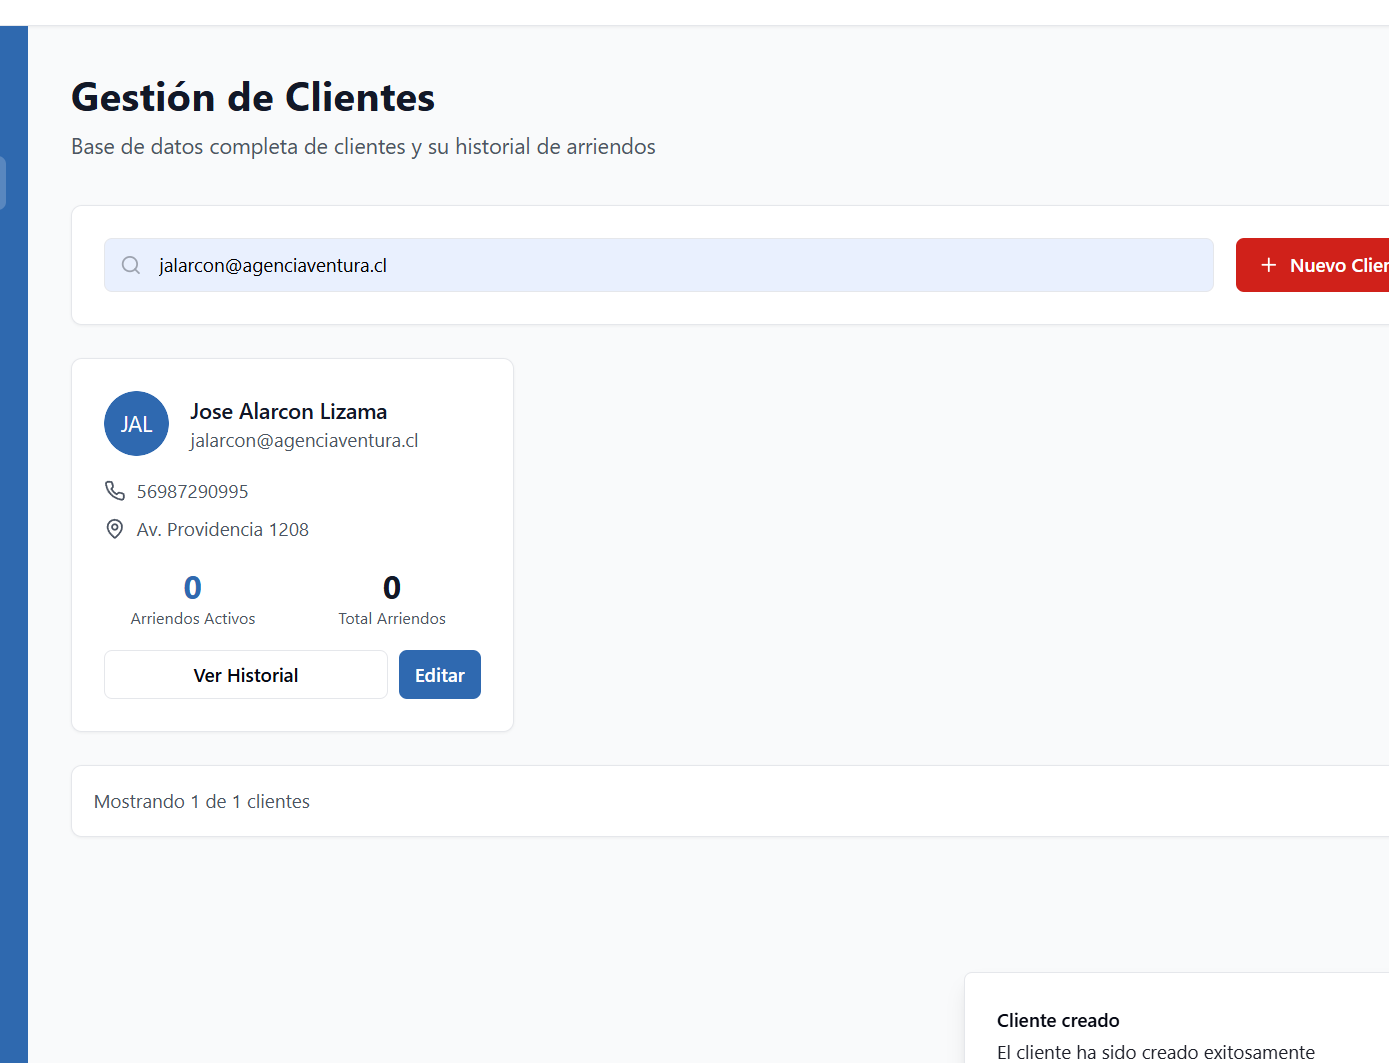 Gestión de Clientes
Base de datos completa de clientes y su historial de arriendos
jalarcon@agenciaventura.cl
+ Nuevo Clien
JAL
Jose Alarcon Lizama
jalarcon@agenciaventura.cl
56987290995
Av. Providencia 1208
0 0
Arriendos Activos Total Arriendos
Ver Historial Editar
Mostrando 1 de 1 clientes
Cliente creado
El cliente ha sido creado exitosamente